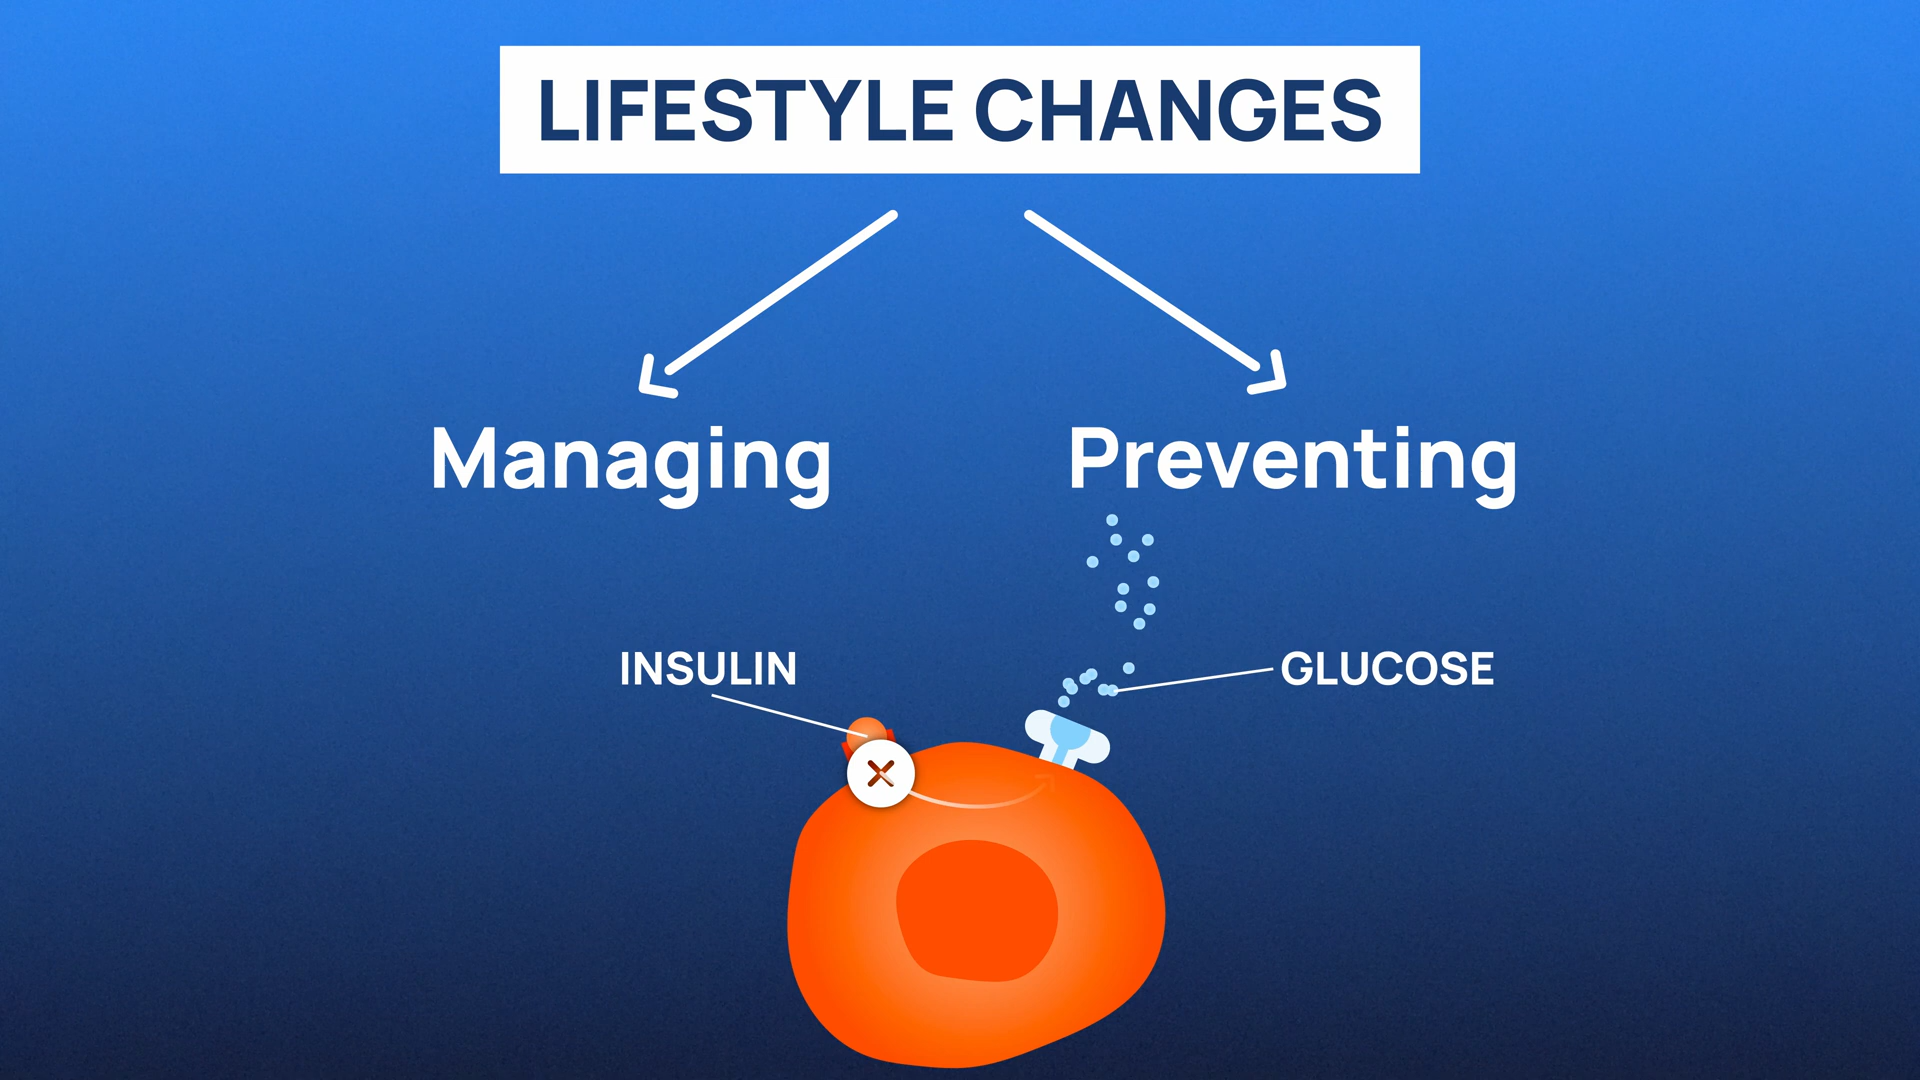 LIFESTYLE CHANGES
Managing
Preventing
INSULIN
GLUCOSE